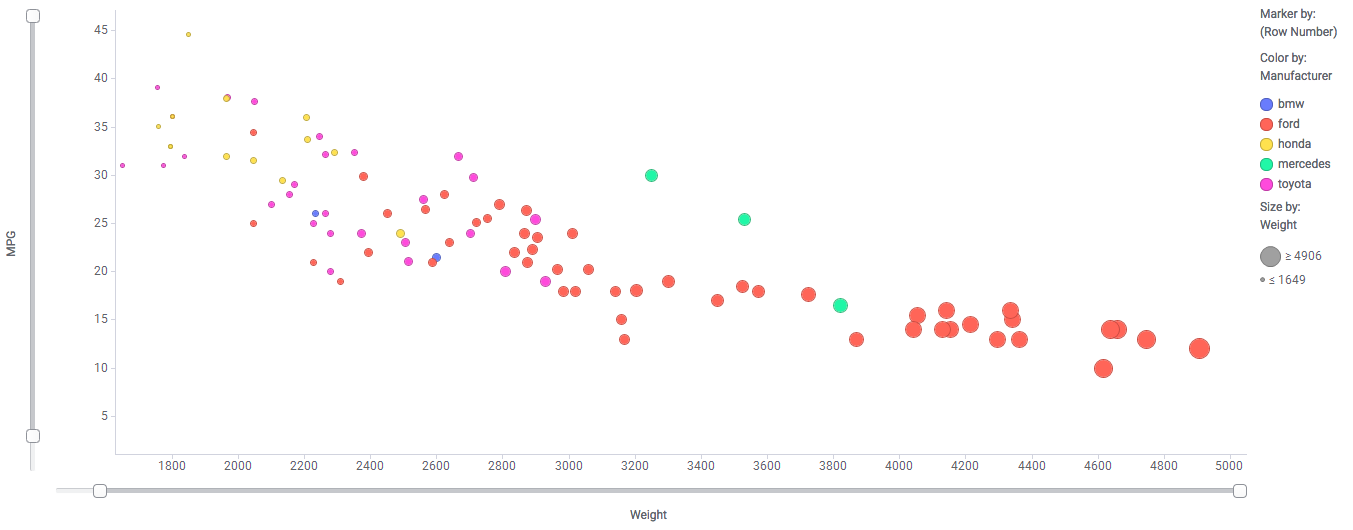 45
40
35
30
25
20
15
10
5
MPG
1800 2000 2200 2400 2600 2800 3000 3200 3400 3600 3800 4000 4200 4400 4600 4800 5000
Weight
Marker by:
(Row Number)
Color by:
Manufacturer
bmw
ford
honda
mercedes
toyota
Size by:
Weight
≥ 4906
≤ 1649